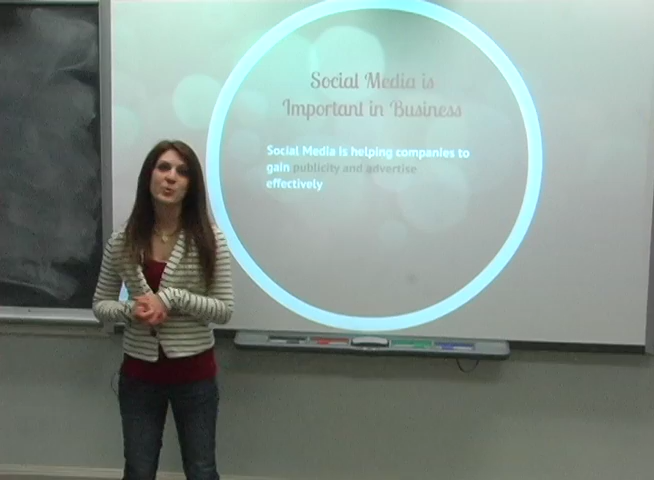 Social Media is
Important in Business
Social Media is helping companies to
gain publicity and advertise
effectively